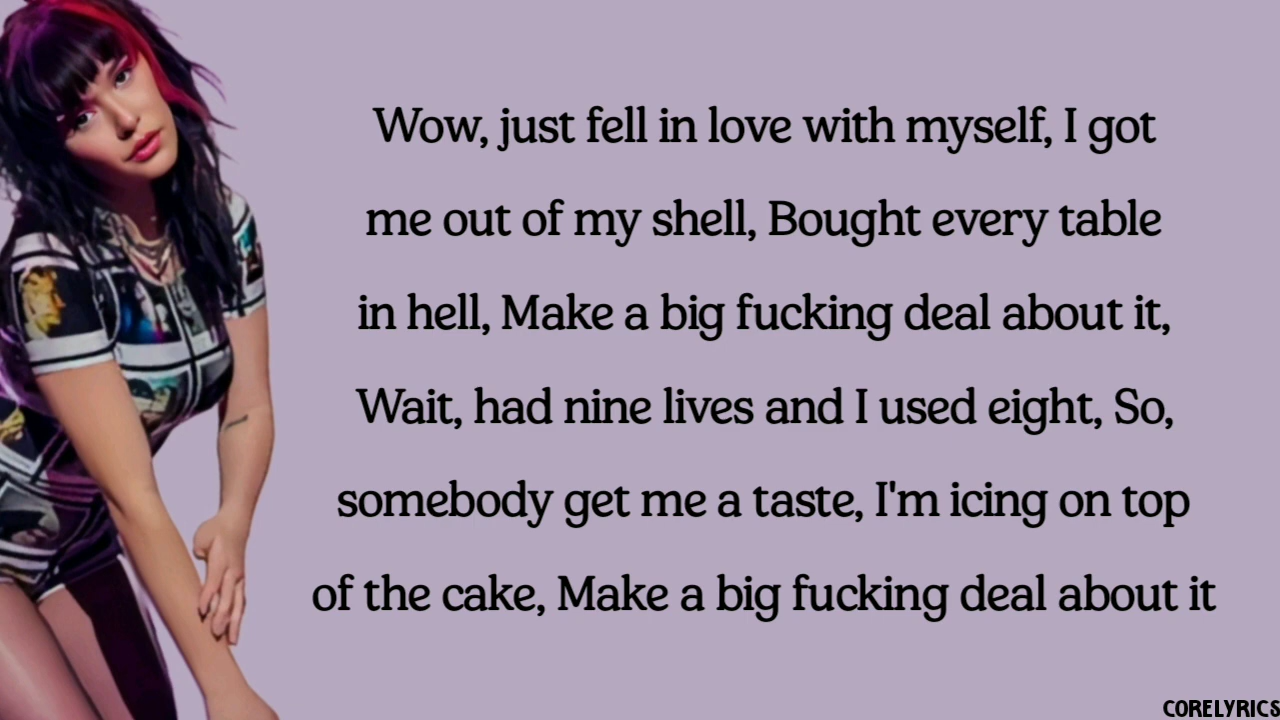 Wow, just fell in love with myself, I got
me out of my shell, Bought every table
in hell, Make a big fucking deal about it,
Wait, had nine lives and I used eight, So,
somebody get me a taste, I'm icing on top
of the cake, Make a big fucking deal about it
CORELYRICS